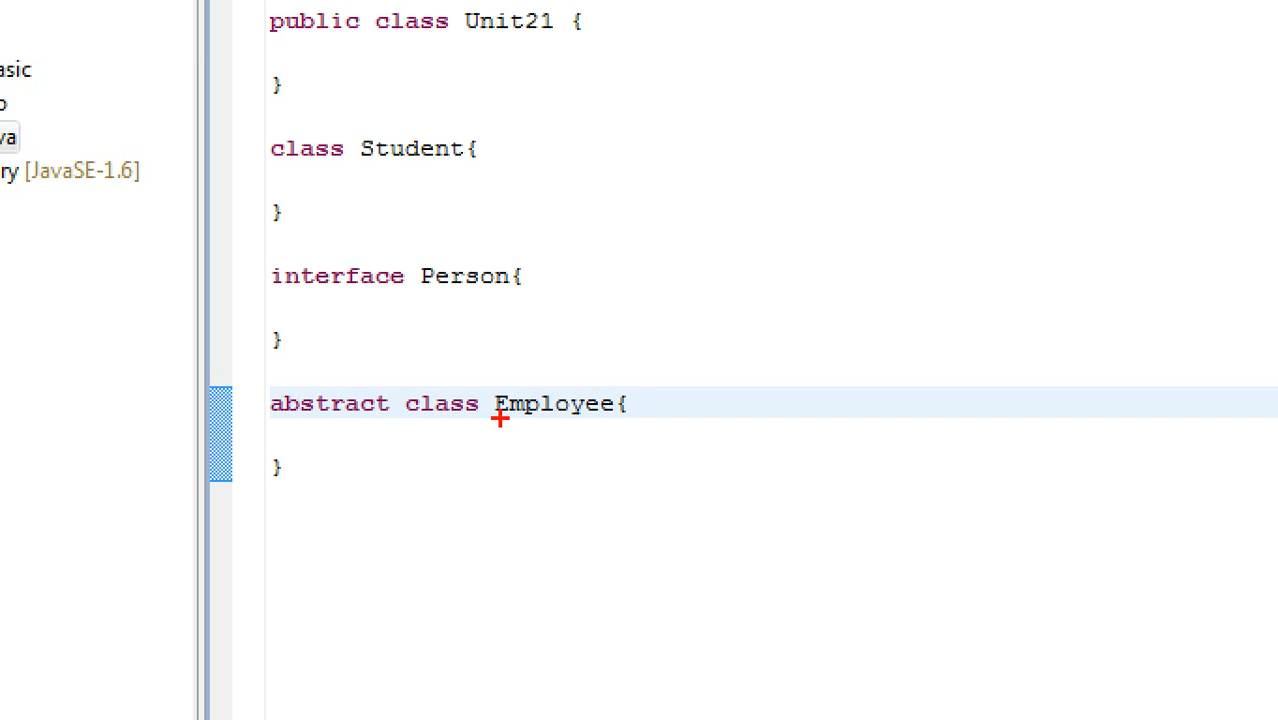 asic
va
ry [JavaSE-1.6]
public class Unit21 {
}
class Student{
}
interface Person{
}
abstract class Employee{
}